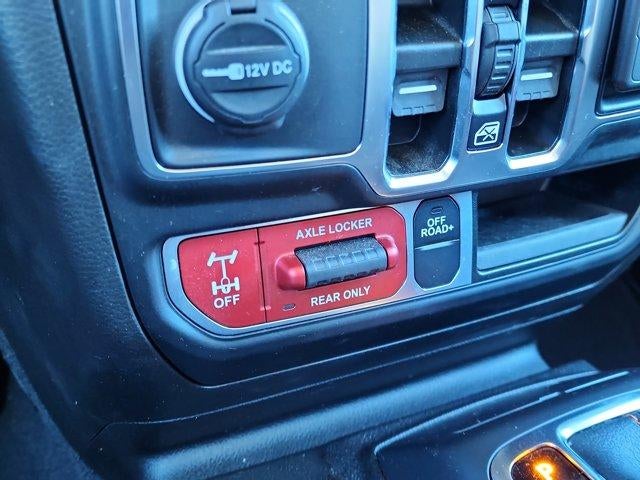 12V DC
AXLE LOCKER
OFF
REAR ONLY
OFF
ROAD+
P